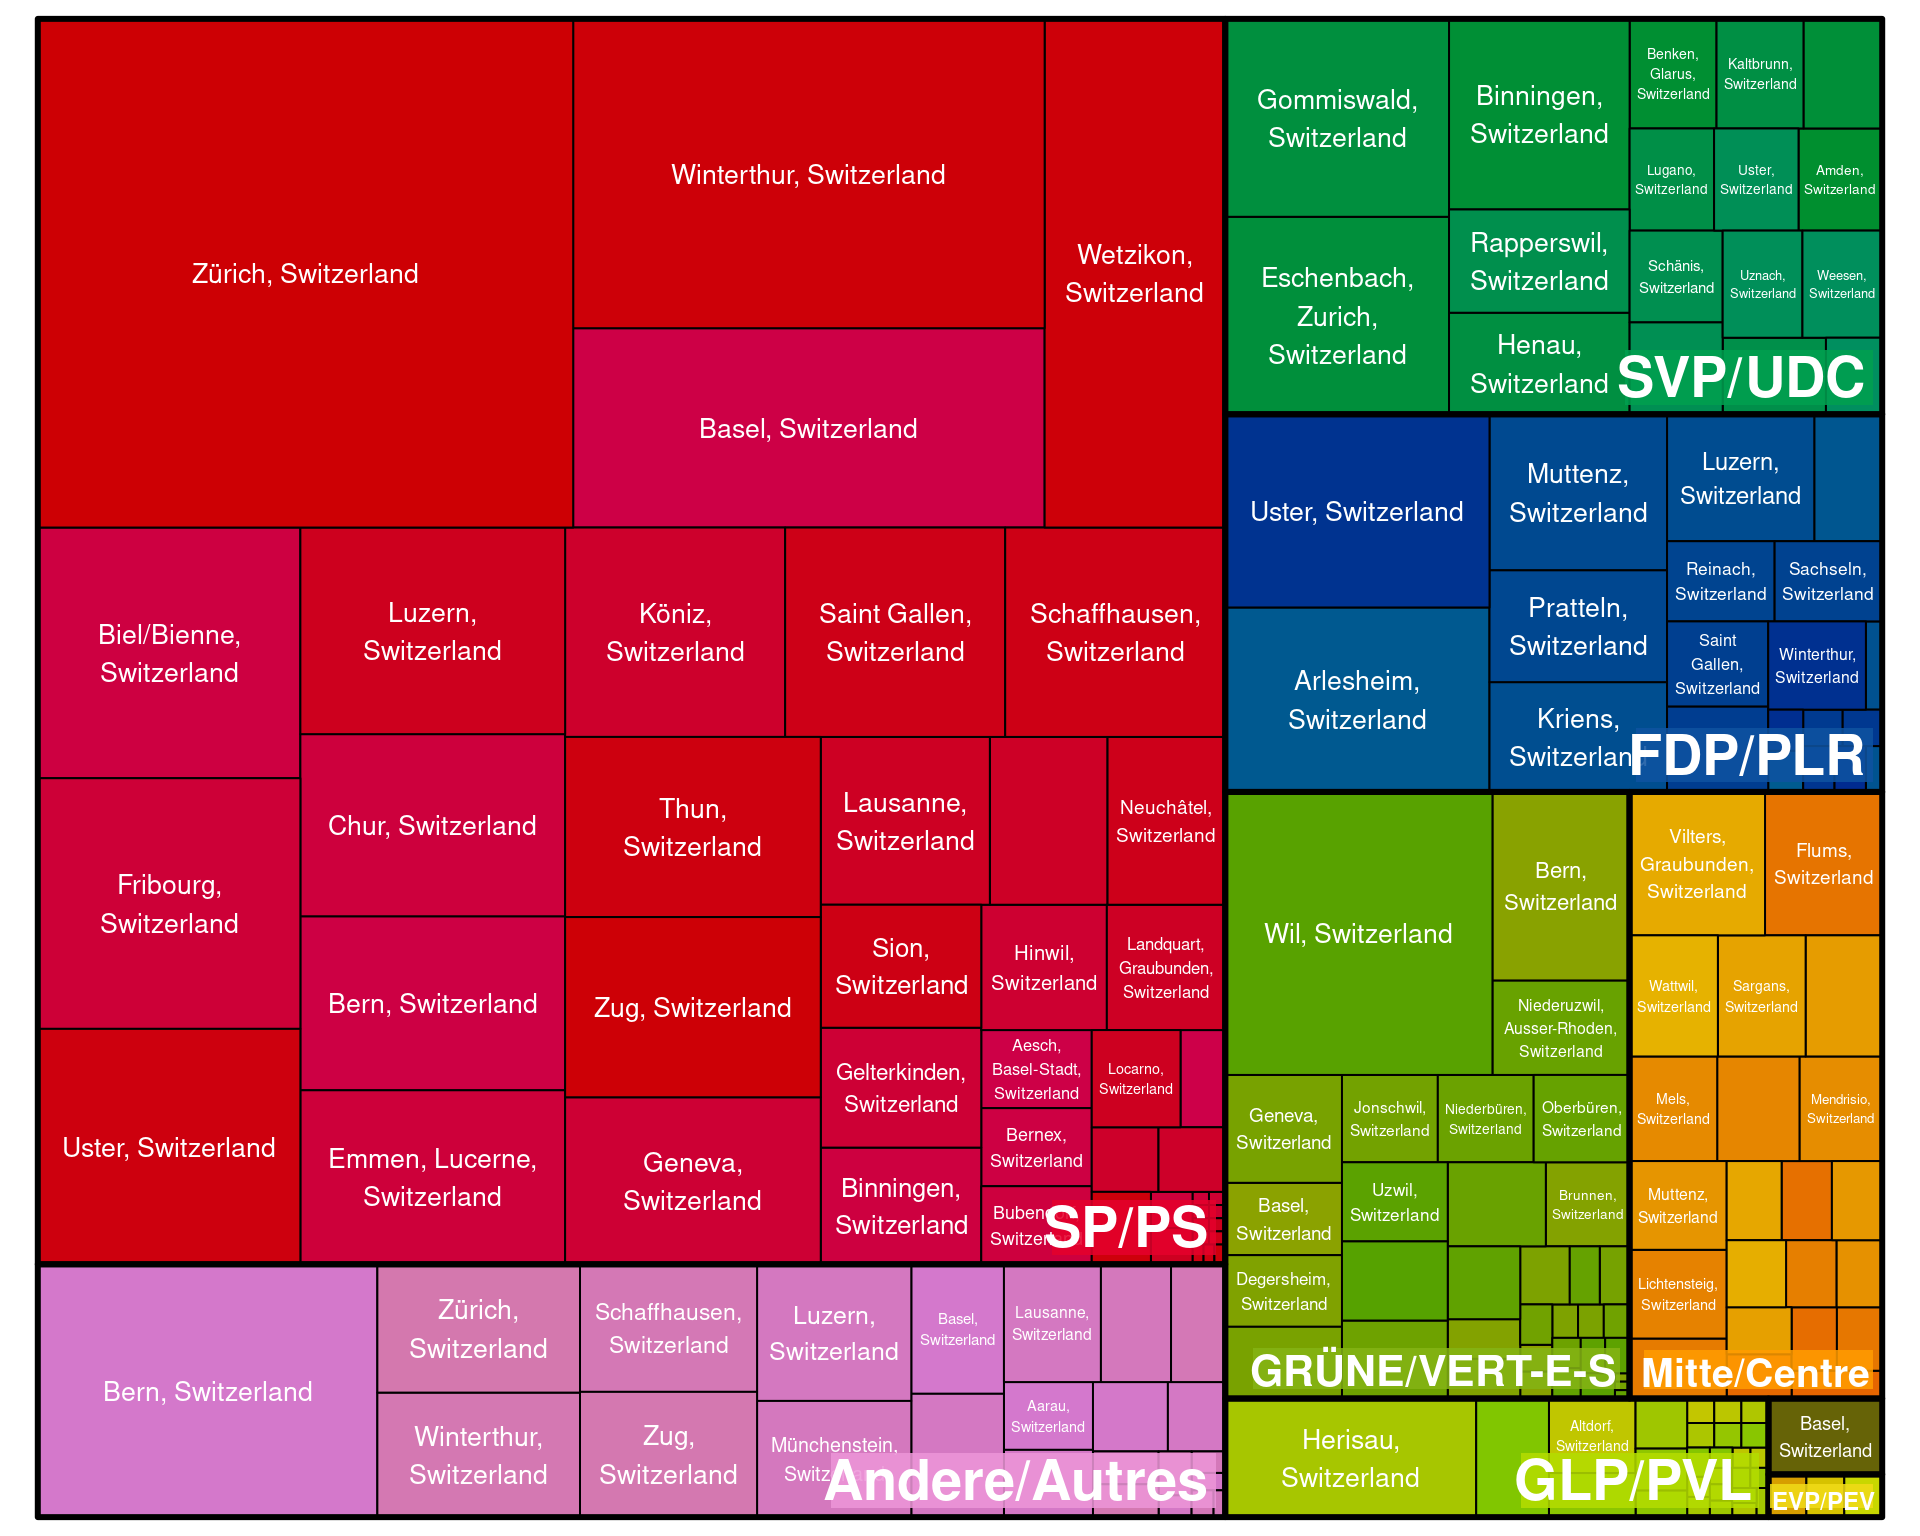 Zürich, Switzerland
Winterthur, Switzerland
Wetzikon,
Switzerland
Basel, Switzerland
Biel/Bienne,
Switzerland
Luzern,
Switzerland
Köniz,
Switzerland
Saint Gallen,
Switzerland
Schaffhausen,
Switzerland
Fribourg,
Switzerland
Chur, Switzerland
Thun,
Switzerland
Lausanne,
Switzerland
Neuchâtel,
Switzerland
Bern, Switzerland
Zug, Switzerland
Sion,
Switzerland
Hinwil,
Switzerland
Landquart,
Graubunden,
Switzerland
Uster, Switzerland
Emmen, Lucerne,
Switzerland
Geneva,
Switzerland
Gelterkinden,
Switzerland
Aesch,
Basel-Stadt,
Switzerland
Locarno,
Switzerland
Bernex,
Switzerland
Binningen,
Switzerland
SP/PS
Bern, Switzerland
Zürich,
Switzerland
Schaffhausen,
Switzerland
Luzern,
Switzerland
Basel,
Switzerland
Lausanne,
Switzerland
Winterthur,
Switzerland
Zug,
Switzerland
Münchenstein,
Aarau,
Switzerland
Andere/Autres
Gommiswald,
Switzerland
Binningen,
Switzerland
Benken,
Glarus,
Switzerland
Kaltbrunn,
Switzerland
Lugano,
Switzerland
Uster,
Switzerland
Amden,
Switzerland
Eschenbach,
Zurich,
Switzerland
Rapperswil,
Switzerland
Schänis,
Switzerland
Uznach,
Switzerland
Weesen,
Switzerland
Henau,
Switzerland
SVP/UDC
Uster, Switzerland
Muttenz,
Switzerland
Luzern,
Switzerland
Reinach,
Switzerland
Sachseln,
Switzerland
Arlesheim,
Switzerland
Pratteln,
Switzerland
Saint
Gallen,
Switzerland
Winterthur,
Switzerland
Kriens,
Switzerland
FDP/PLR
Wil, Switzerland
Bern,
Switzerland
Niederuzwil,
Ausser-Rhoden,
Switzerland
Geneva,
Switzerland
Jonschwil,
Switzerland
Niederbüren,
Switzerland
Oberbüren,
Switzerland
Basel,
Switzerland
Uzwil,
Switzerland
Brunnen,
Switzerland
Degersheim,
Switzerland
GRÜNE/VERT-E-S
Vilters,
Graubunden,
Switzerland
Flums,
Switzerland
Wattwil,
Switzerland
Sargans,
Switzerland
Mels,
Switzerland
Mendrisio,
Switzerland
Muttenz,
Switzerland
Lichtensteig,
Switzerland
Mitte/Centre
Herisau,
Switzerland
Altdorf,
Switzerland
GLP/PVL
Basel,
Switzerland
EVP/PEV